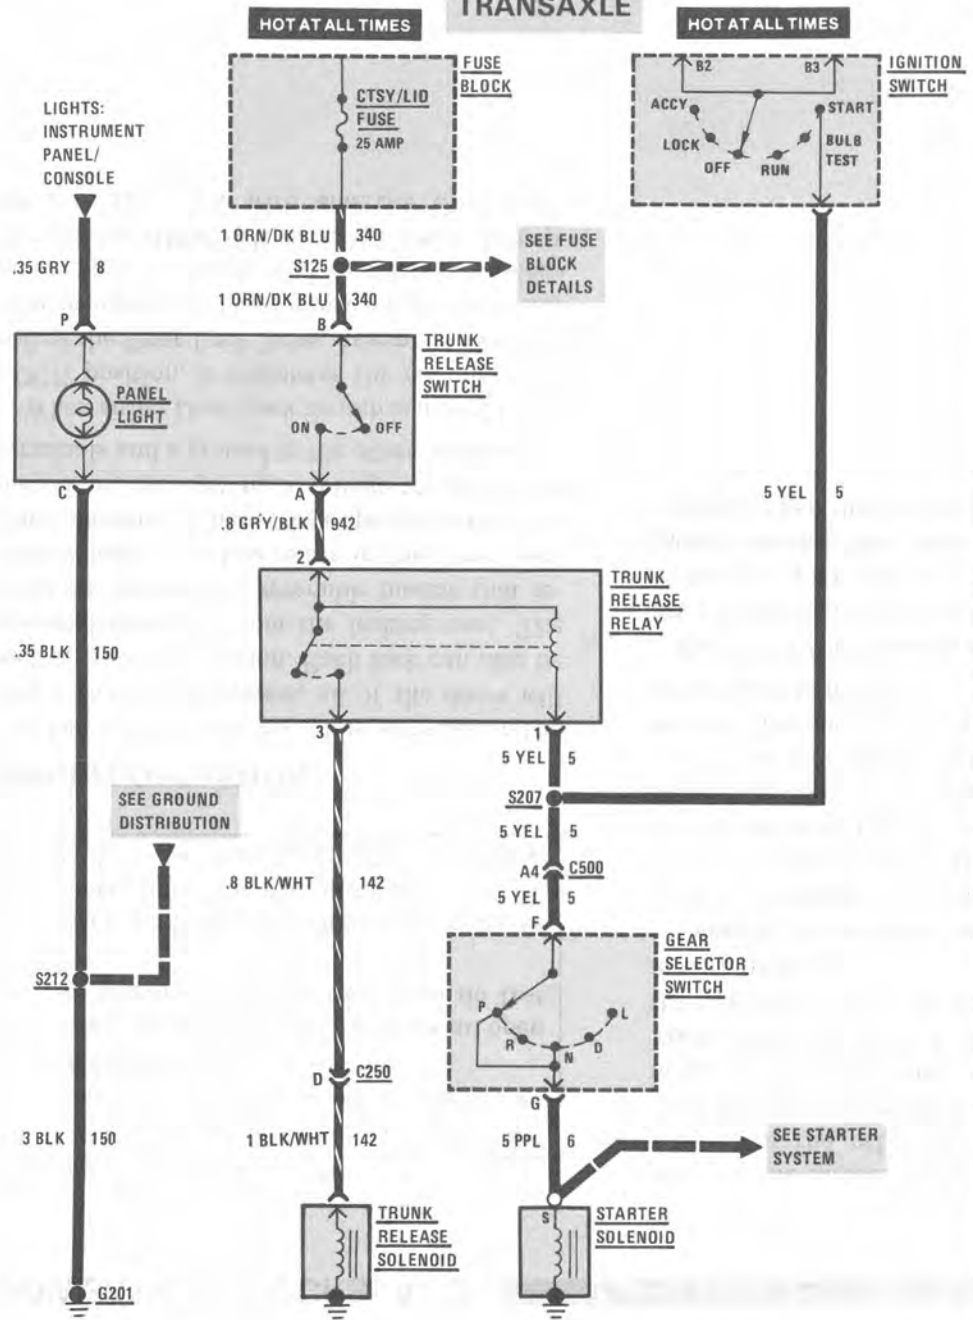 TRANSAXLE
HOT AT ALL TIMES
HOT AT ALL TIMES
FUSE
BLOCK
CTSY/LID
FUSE
25 AMP
B2
B3
IGNITION
SWITCH
ACCY
LOCK
OFF
RUN
START
BULB
TEST
LIGHTS:
INSTRUMENT
PANEL/
CONSOLE
.35 GRY 8
1 ORN/DK BLU 340
S125
SEE FUSE
BLOCK
DETAILS
1 ORN/DK BLU 340
P
B
TRUNK
RELEASE
SWITCH
PANEL
LIGHT
ON
OFF
C
A
5 YEL 5
.8 GRY/BLK 942
2
TRUNK
RELEASE
RELAY
.35 BLK 150
3
1
5 YEL 5
S207
SEE GROUND
DISTRIBUTION
5 YEL 5
A4 C500
.8 BLK/WHT 142
5 YEL 5
F
GEAR
SELECTOR
SWITCH
S212
P
R
N
D
L
D C250
G
3 BLK 150
1 BLK/WHT 142
5 PPL 6
SEE STARTER
SYSTEM
TRUNK
RELEASE
SOLENOID
S
STARTER
SOLENOID
G201